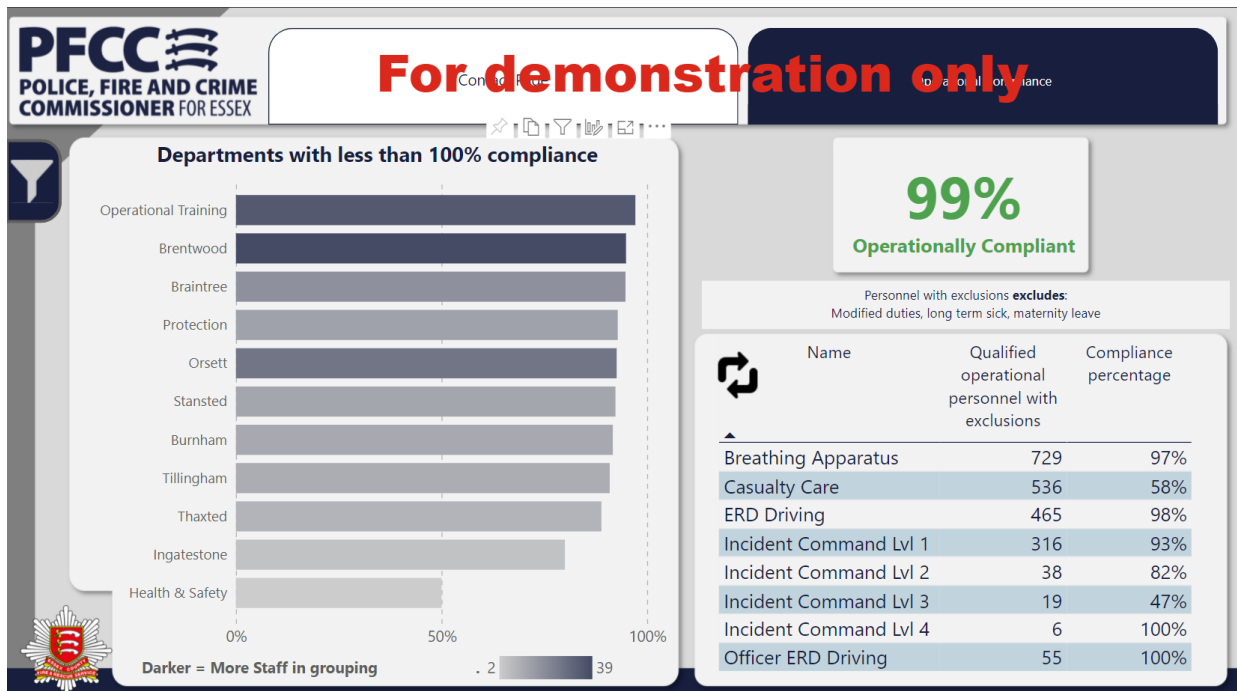 PFCC
POLICE, FIRE AND CRIME
COMMISSIONER FOR ESSEX
For demonstration only
Departments with less than 100% compliance
Operational Training
Brentwood
Braintree
Protection
Orsett
Stansted
Burnham
Tillingham
Thaxted
Ingatestone
Health & Safety
0% 50% 100%
Darker = More Staff in grouping . 2 39
99%
Operationally Compliant
Personnel with exclusions excludes:
Modified duties, long term sick, maternity leave
Name Qualified operational personnel with exclusions Compliance percentage
Breathing Apparatus 729 97%
Casualty Care 536 58%
ERD Driving 465 98%
Incident Command Lvl 1 316 93%
Incident Command Lvl 2 38 82%
Incident Command Lvl 3 19 47%
Incident Command Lvl 4 6 100%
Officer ERD Driving 55 100%